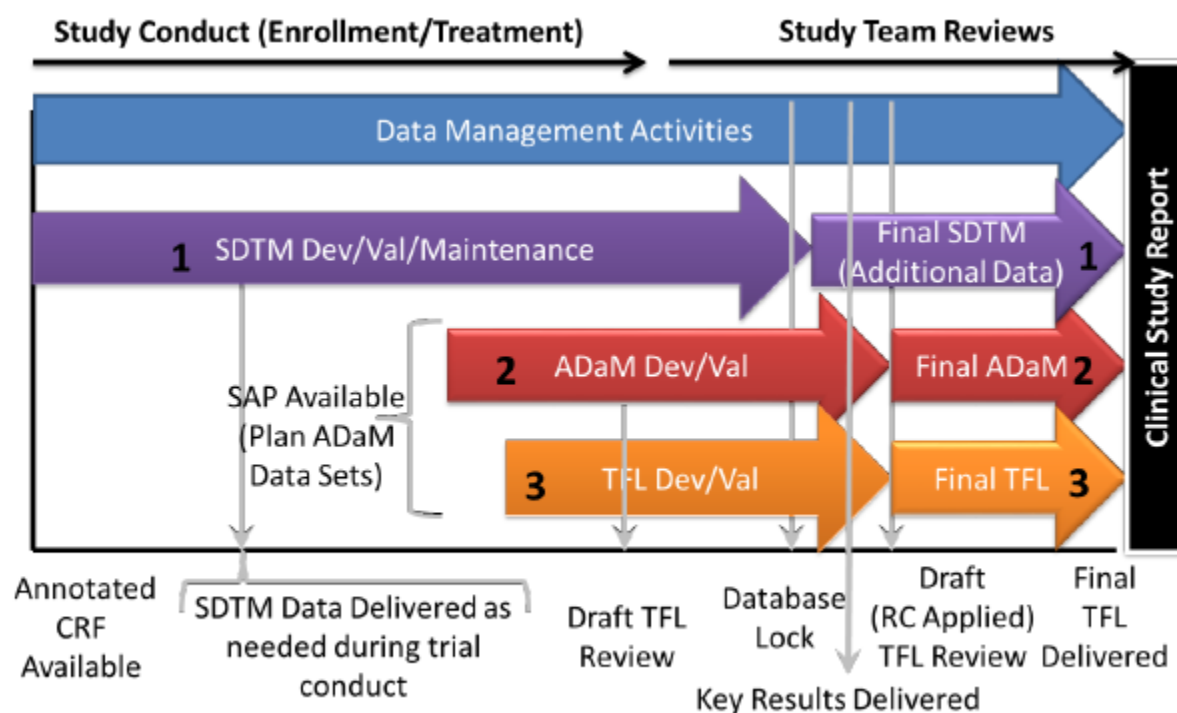 Study Conduct (Enrollment/Treatment)
Study Team Reviews
Data Management Activities
1 SDTM Dev/Val/Maintenance
Final SDTM
(Additional Data) 1
2 ADaM Dev/Val
Final ADaM 2
SAP Available
(Plan ADaM
Data Sets)
3 TFL Dev/Val
Final TFL 3
Clinical Study Report
Annotated
CRF
Available
SDTM Data Delivered as
needed during trial
conduct
Draft TFL
Review
Database
Lock
Key Results Delivered
Draft
(RC Applied)
TFL Review
Final
TFL
Delivered